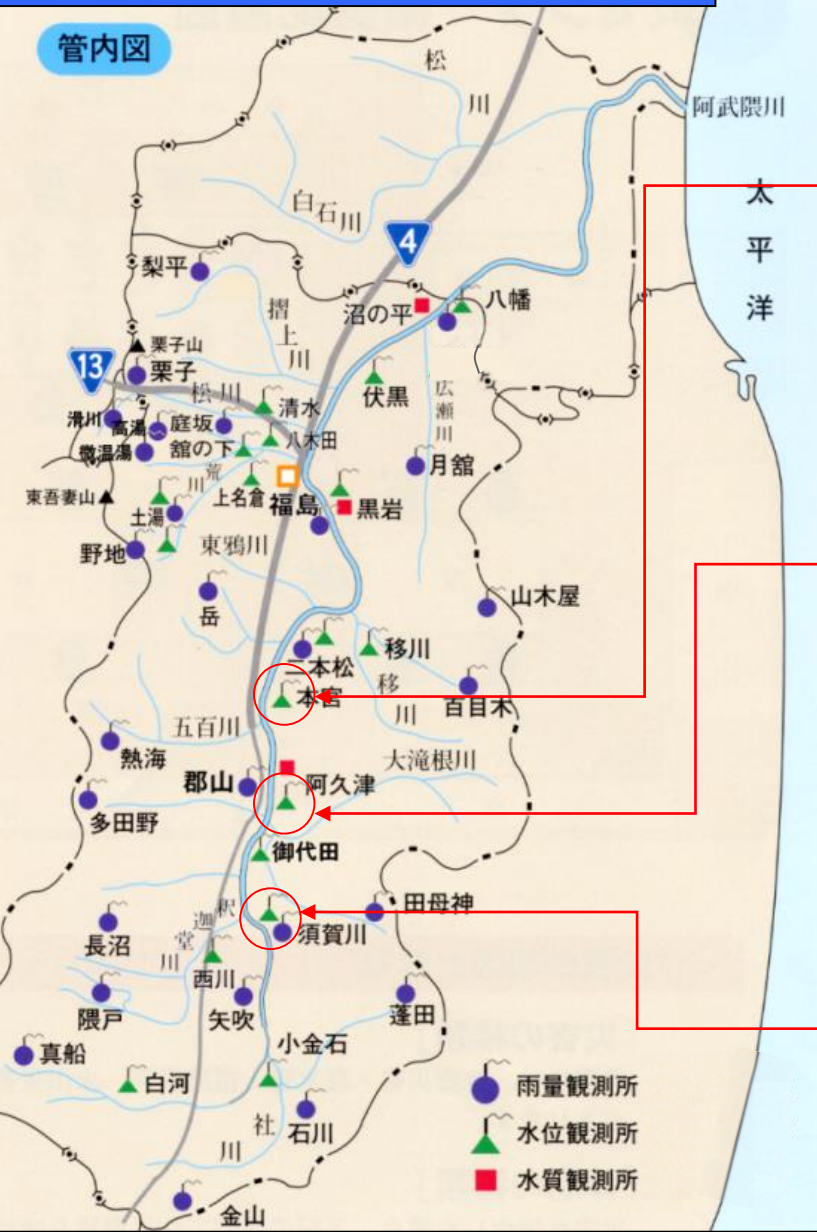 管内図
松川
阿武隈川
太平洋
白石川
4
梨平
摺上川
沼の平
八幡
栗子山
13
栗子
松川
伏黒
広瀬川
清水
滑川
高湯
庭坂
八木田
舘の下
微温湯
月舘
荒川
上名倉
福島
黒岩
東吾妻山
土湯
野地
東鴉川
岳
山木屋
二本松
移川
本宮
移川
百目木
五百川
熱海
大滝根川
郡山
阿久津
多田野
御代田
田母神
釈迦堂川
須賀川
長沼
西川
隈戸
矢吹
蓬田
真船
小金石
白河
雨量観測所
社川
石川
水位観測所
水質観測所
金山